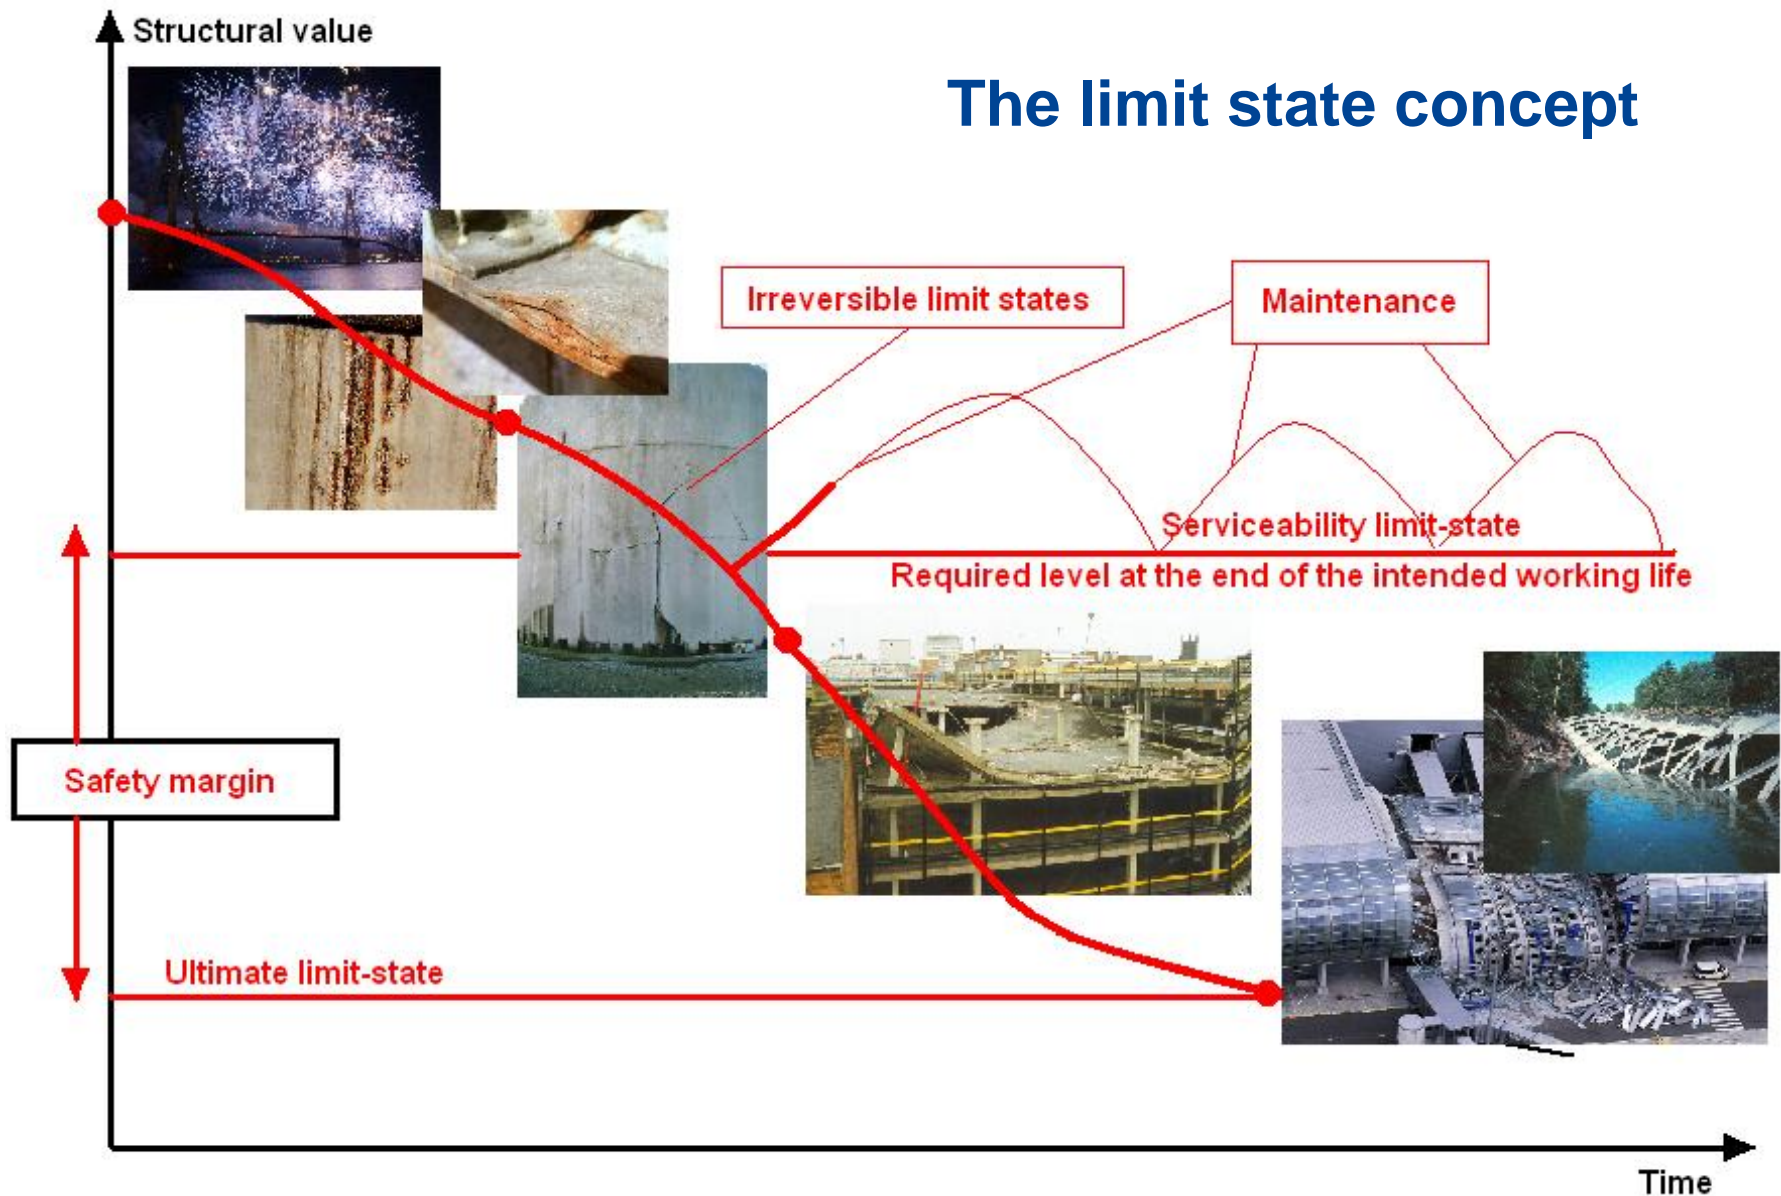 Structural value
The limit state concept
Irreversible limit states
Maintenance
Serviceability limit-state
Required level at the end of the intended working life
Safety margin
Ultimate limit-state
Time